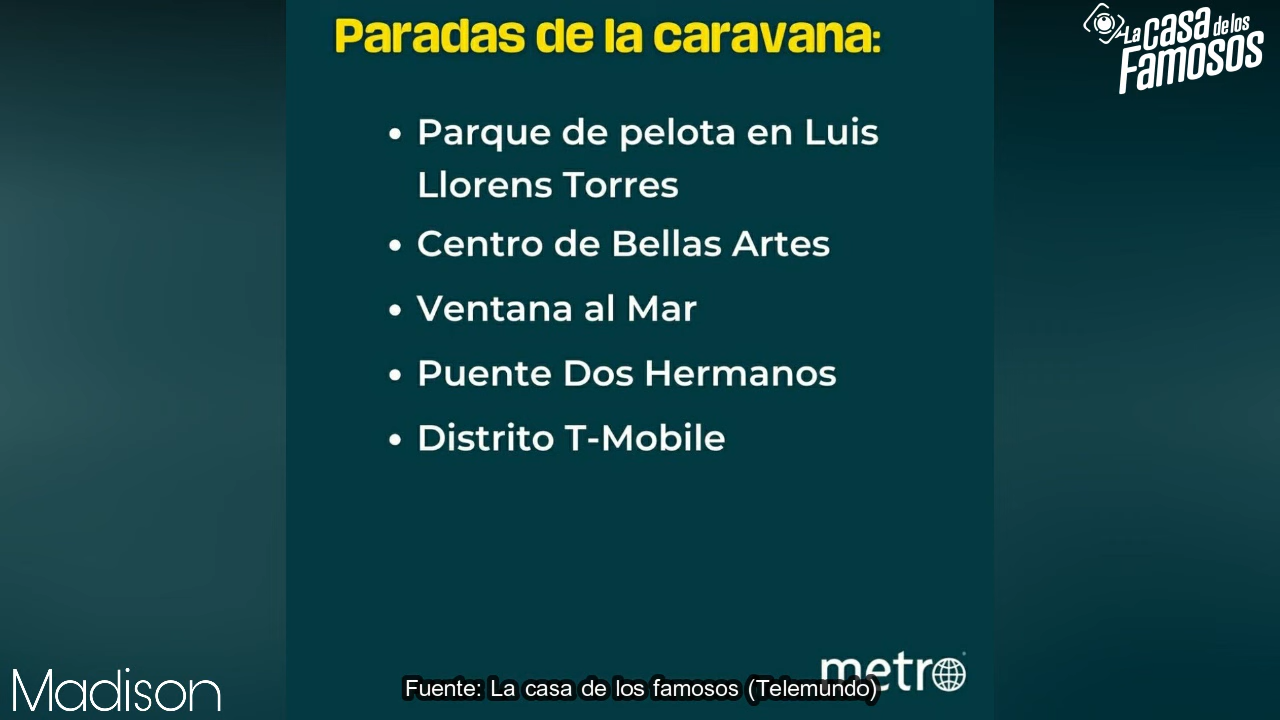 Paradas de la caravana:
La casa de los
Famosos
• Parque de pelota en Luis
Llorens Torres
• Centro de Bellas Artes
• Ventana al Mar
• Puente Dos Hermanos
• Distrito T-Mobile
metro
Fuente: La casa de los famosos (Telemundo)
Madison